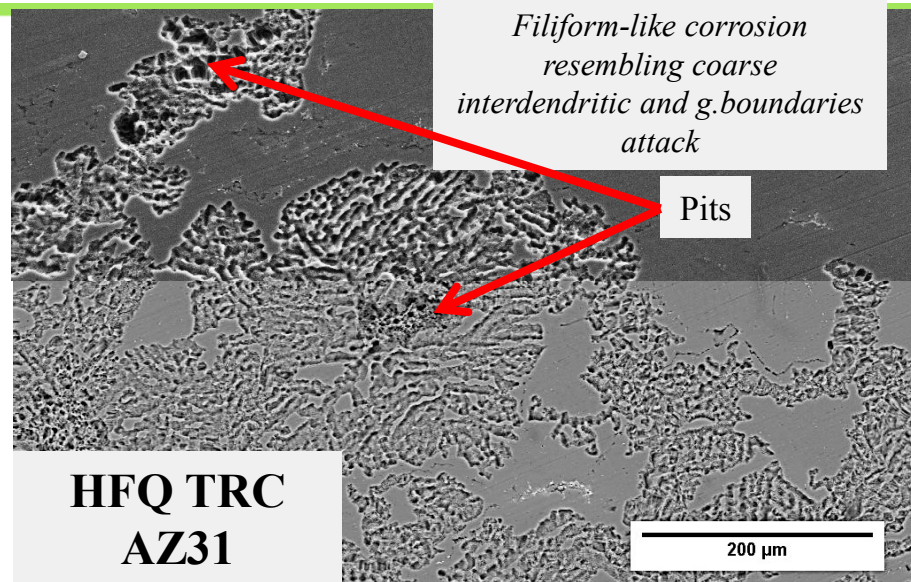 Filiform-like corrosion
resembling coarse
interdendritic and g.boundaries
attack
Pits
HFQ TRC
AZ31
200 µm